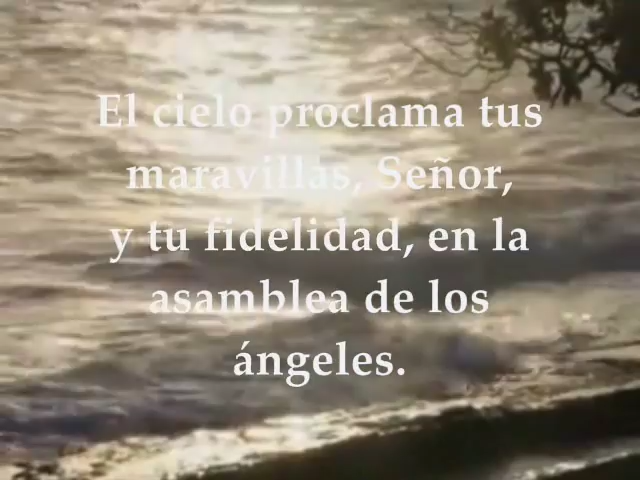 El cielo proclama tus
maravillas, Señor,
y tu fidelidad, en la
asamblea de los
ángeles.